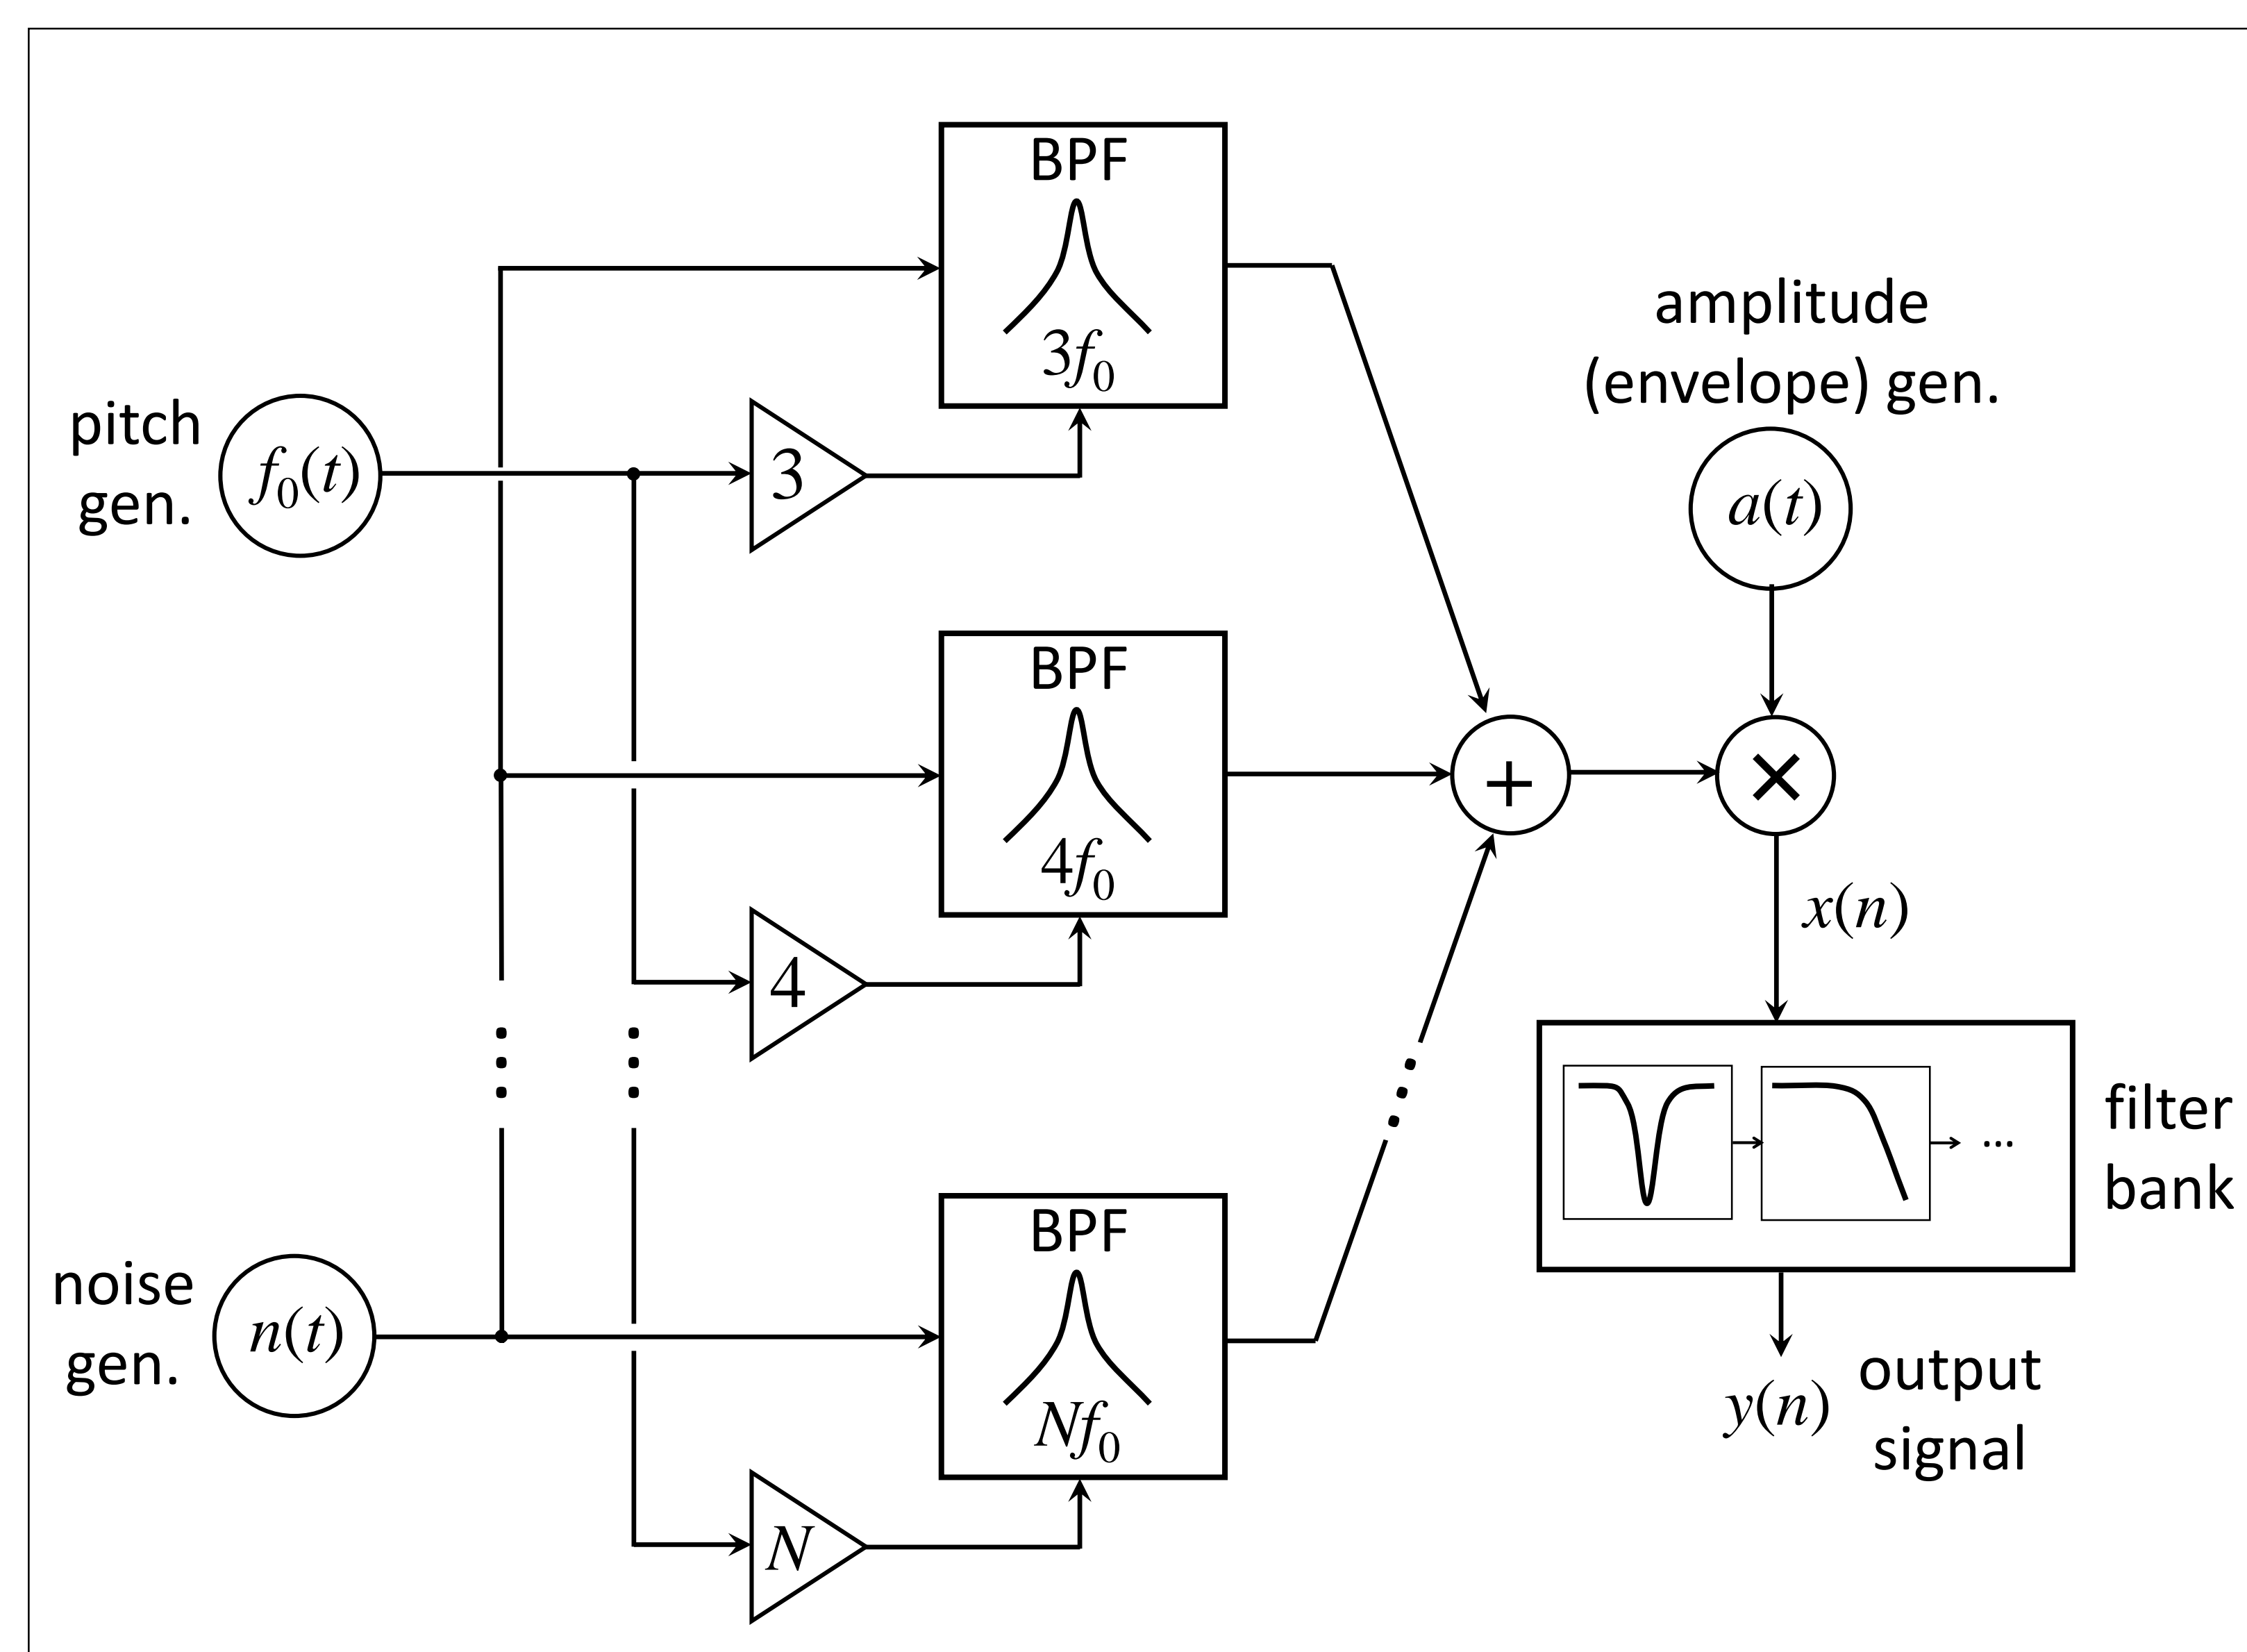 BPF
3f₀
amplitude
(envelope) gen.
pitch
gen.
f₀(t)
3
a(t)
BPF
4f₀
+
×
x(n)
4
filter
bank
...
BPF
Nf₀
noise
gen.
n(t)
output
signal
y(n)
N